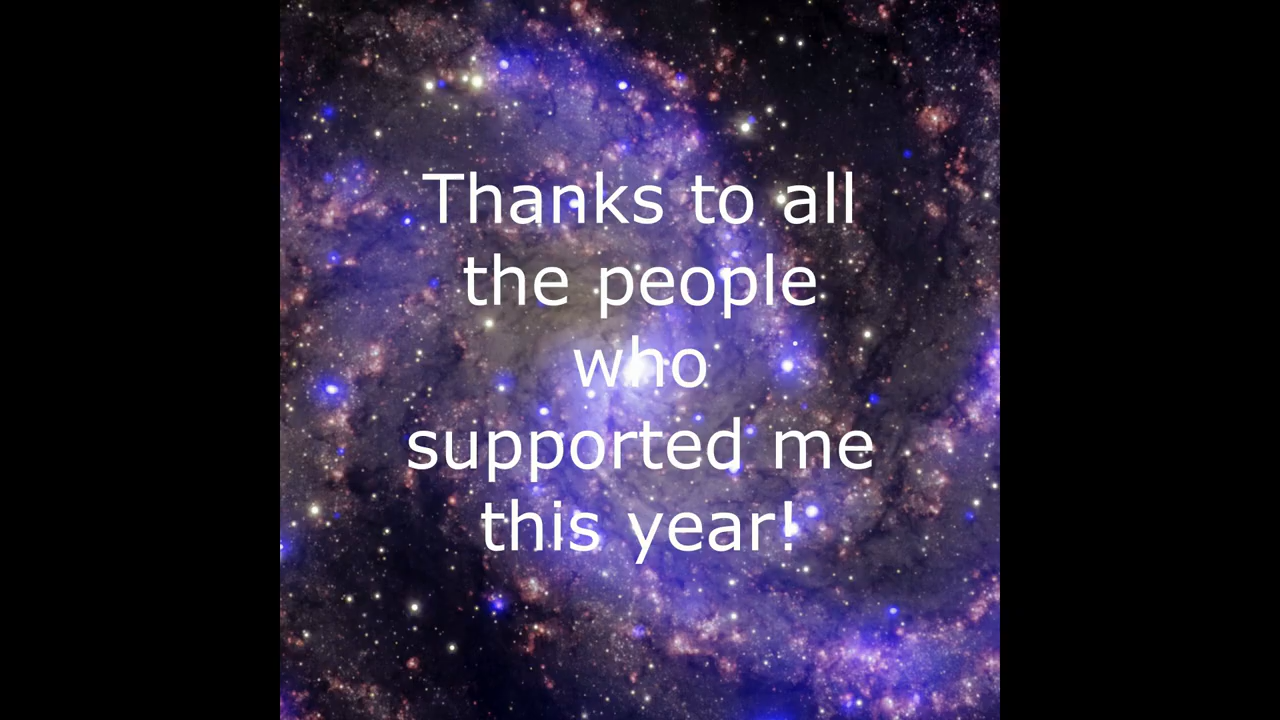 Thanks to all
the people
who
supported me
this year!